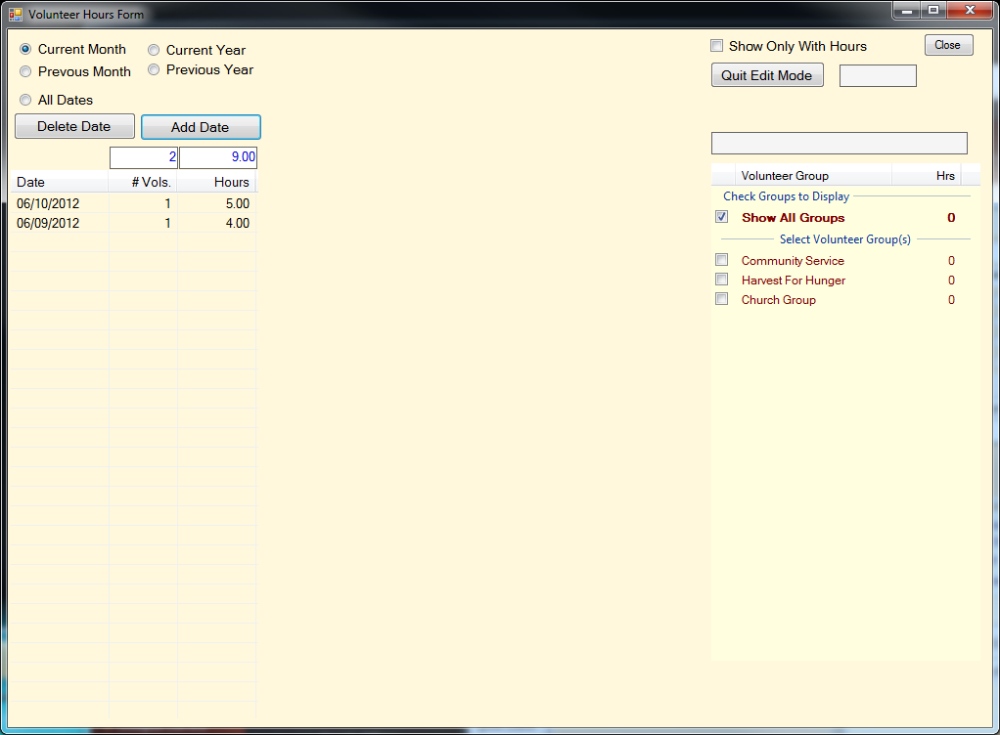 Volunteer Hours Form
Current Month
Current Year
Prevous Month
Previous Year
All Dates
Delete Date
Add Date
2
9.00
Date # Vols. Hours
06/10/2012 1 5.00
06/09/2012 1 4.00
Show Only With Hours
Close
Quit Edit Mode
Volunteer Group Hrs
Check Groups to Display
Show All Groups 0
Select Volunteer Group(s)
Community Service 0
Harvest For Hunger 0
Church Group 0